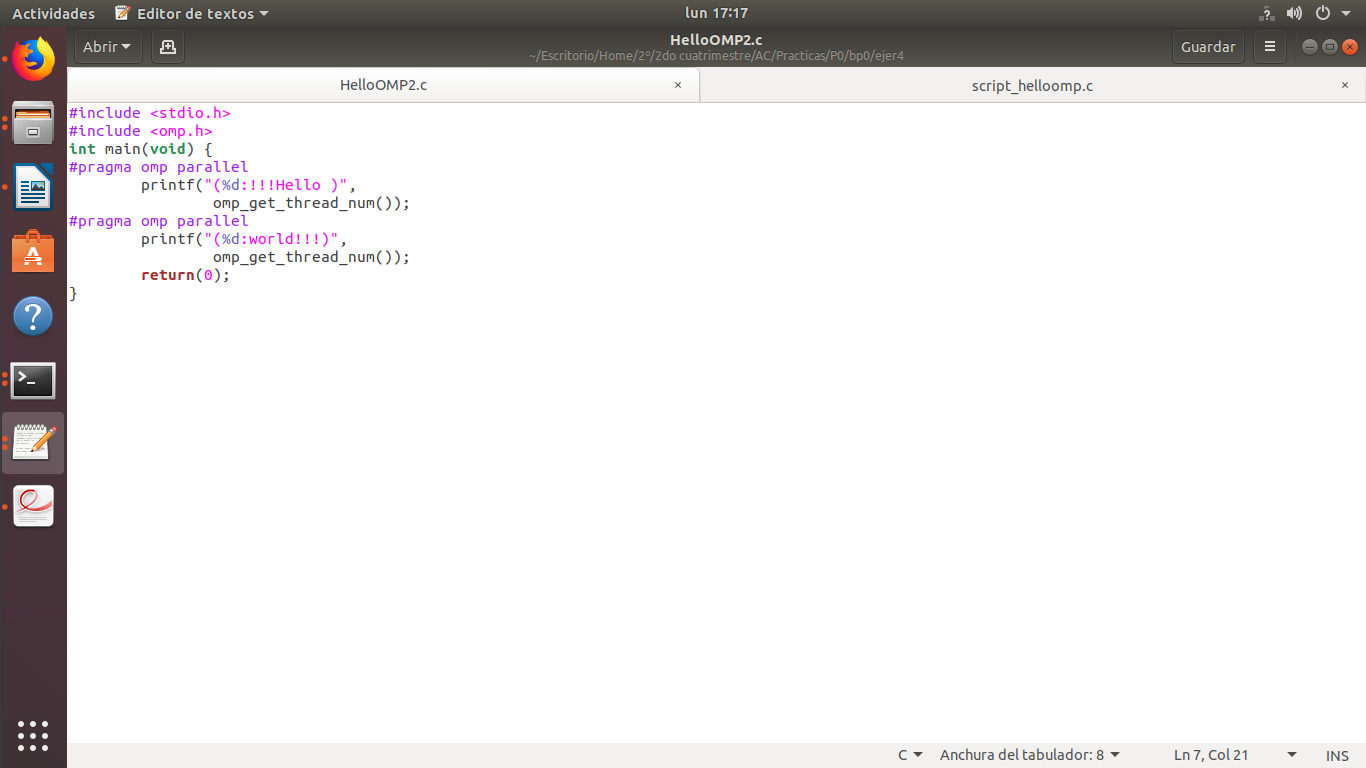 Actividades Editor de textos lun 17:17
Abrir HelloOMP2.c Guardar
~/Escritorio/Home/2º/2do cuatrimestre/AC/Practicas/P0/bp0/ejer4
HelloOMP2.c × script_helloomp.c ×
#include <stdio.h>
#include <omp.h>
int main(void) {
#pragma omp parallel
        printf("(%d:!!!Hello )",
                omp_get_thread_num());
#pragma omp parallel
        printf("(%d:world!!!)",
                omp_get_thread_num());
        return(0);
}
C Anchura del tabulador: 8 Ln 7, Col 21 INS